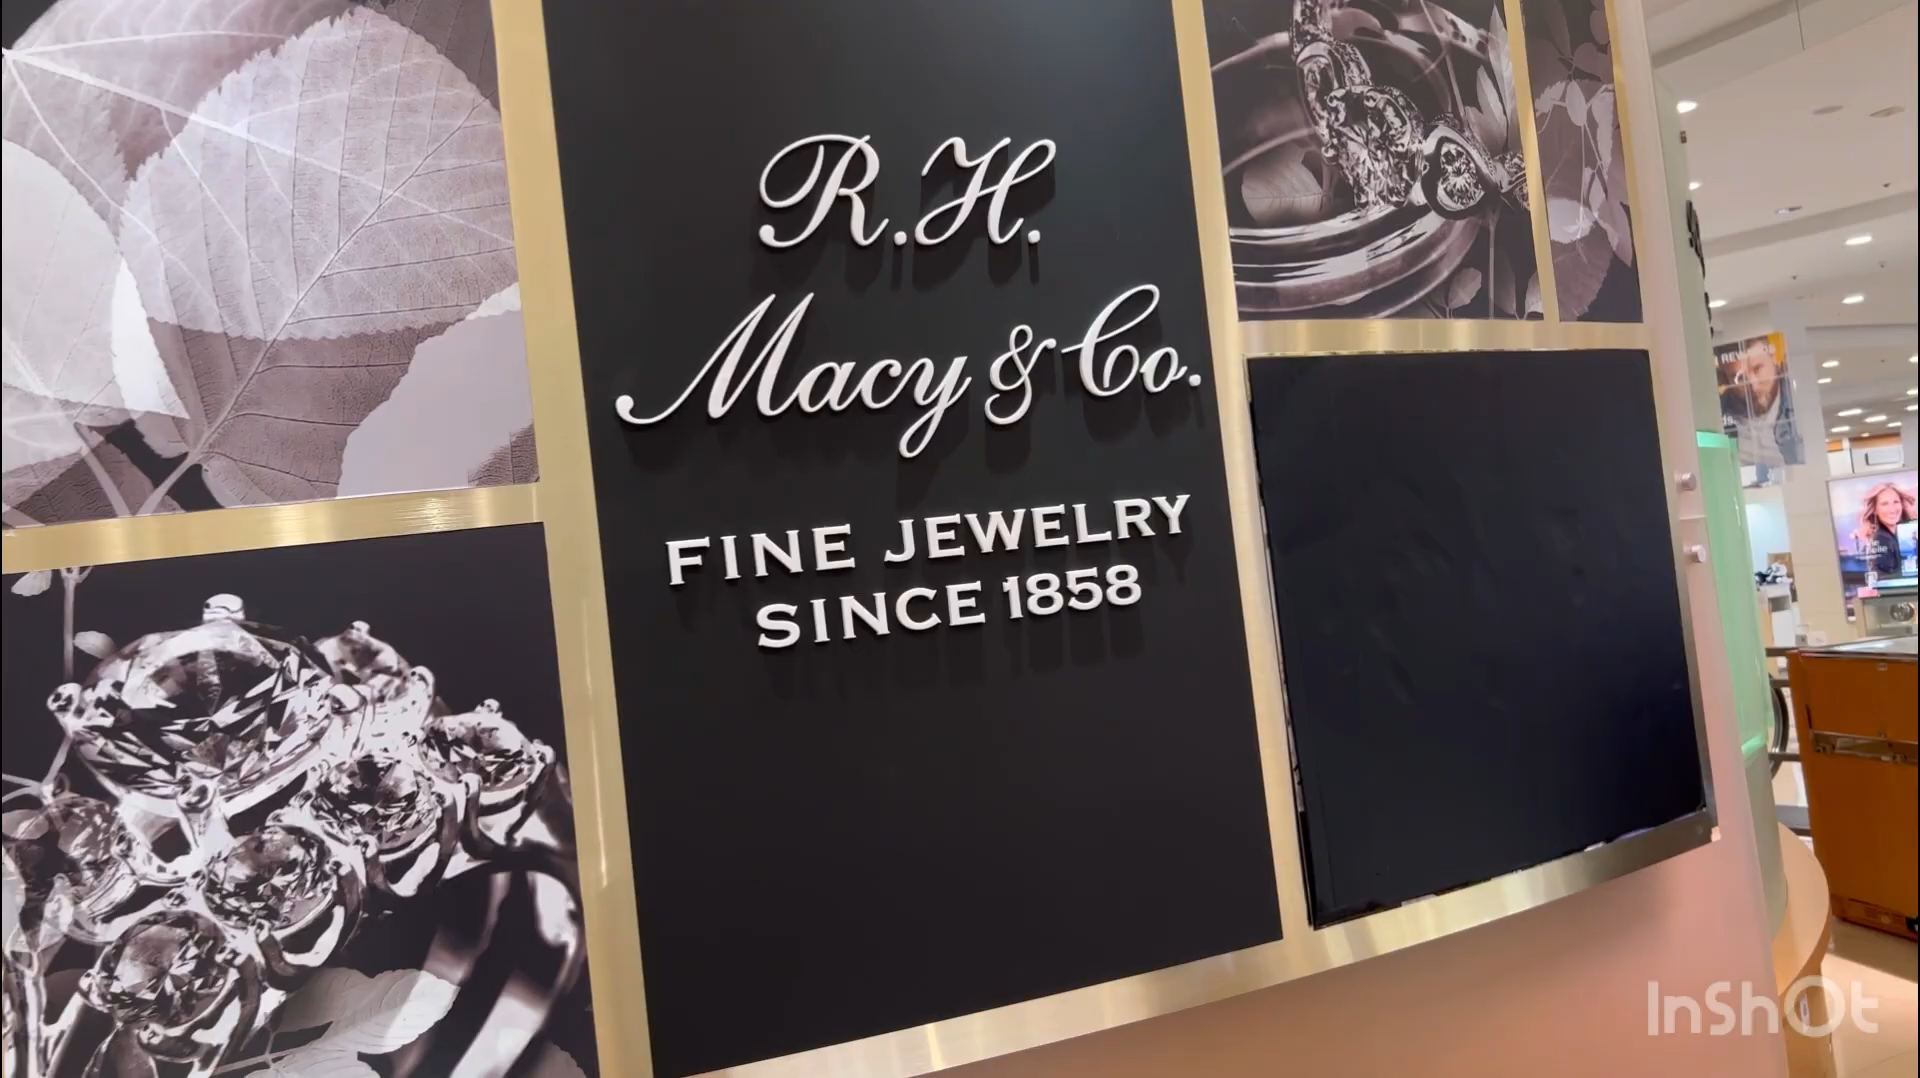 R.H.
Macy & Co.
FINE JEWELRY
SINCE 1858
InShOt